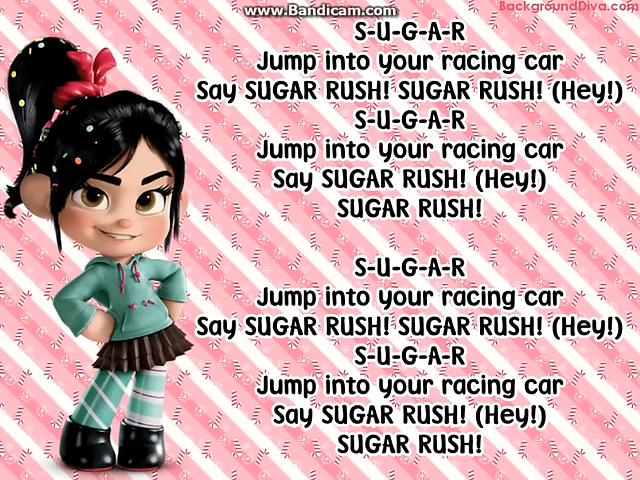 www.Bandicam.com
BackgroundDiva.com
S-U-G-A-R
Jump into your racing car
Say SUGAR RUSH! SUGAR RUSH! (Hey!)
S-U-G-A-R
Jump into your racing car
Say SUGAR RUSH! (Hey!)
SUGAR RUSH!
S-U-G-A-R
Jump into your racing car
Say SUGAR RUSH! SUGAR RUSH! (Hey!)
S-U-G-A-R
Jump into your racing car
Say SUGAR RUSH! (Hey!)
SUGAR RUSH!